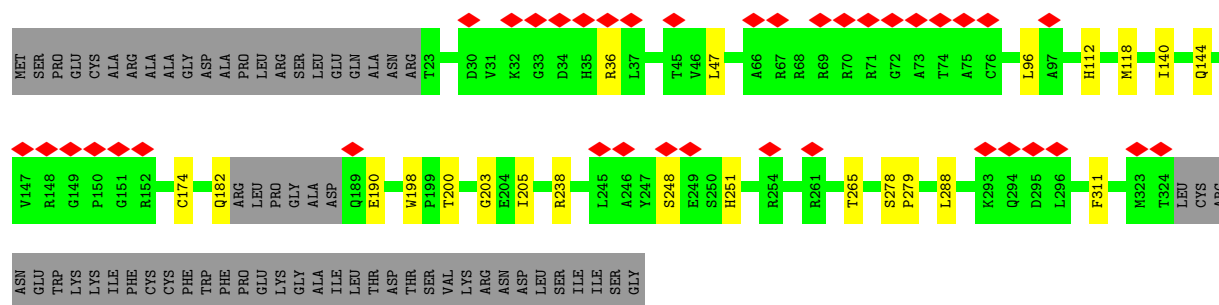 MET SER PRO GLU CYS ALA ARG ALA ALA GLY ASP ALA PRO LEU ARG SER LEU GLU GLN ALA ASN ARG T23 D30 V31 K32 G33 D34 H35 R36 L37 T45 V46 L47 A66 R67 R68 R69 R70 R71 G72 A73 T74 A75 C76 L96 A97 H112 M118 I140 Q144
V147 R148 G149 P150 G151 R152 C174 Q182 ARG LEU PRO GLY ALA ASP Q189 E190 W198 P199 T200 G203 E204 I205 R238 L245 A246 Y247 S248 E249 S250 H251 R254 R261 T265 S278 P279 L288 K293 Q294 D295 L296 F311 M323 T324 LEU CYS ARG
ASN GLU TRP LYS LYS ILE PHE CYS CYS PHE TRP PHE PRO GLU LYS GLY ALA ILE LEU THR ASP THR SER VAL LYS ARG ASN ASP LEU SER ILE ILE SER GLY